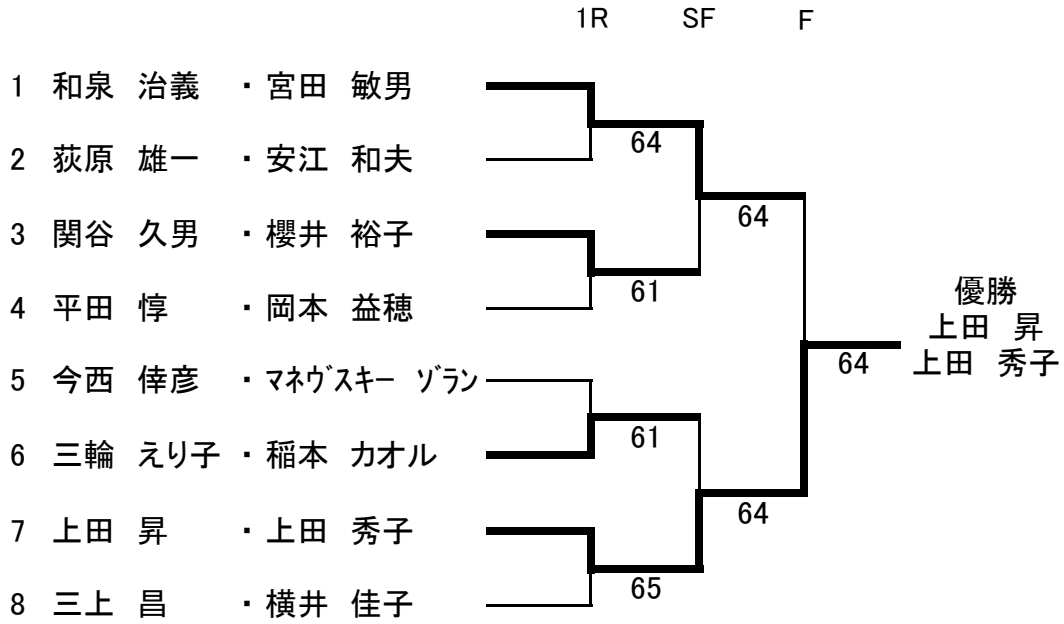 1R SF F
1 和泉 治義 ・ 宮田 敏男
64
2 荻原 雄一 ・ 安江 和夫
64
3 関谷 久男 ・ 櫻井 裕子
61
4 平田 惇 ・ 岡本 益穂
優勝
上田 昇
64 上田 秀子
5 今西 倖彦 ・ マネヴスキー ゾラン
61
6 三輪 えり子 ・ 稲本 カオル
64
7 上田 昇 ・ 上田 秀子
65
8 三上 昌 ・ 横井 佳子